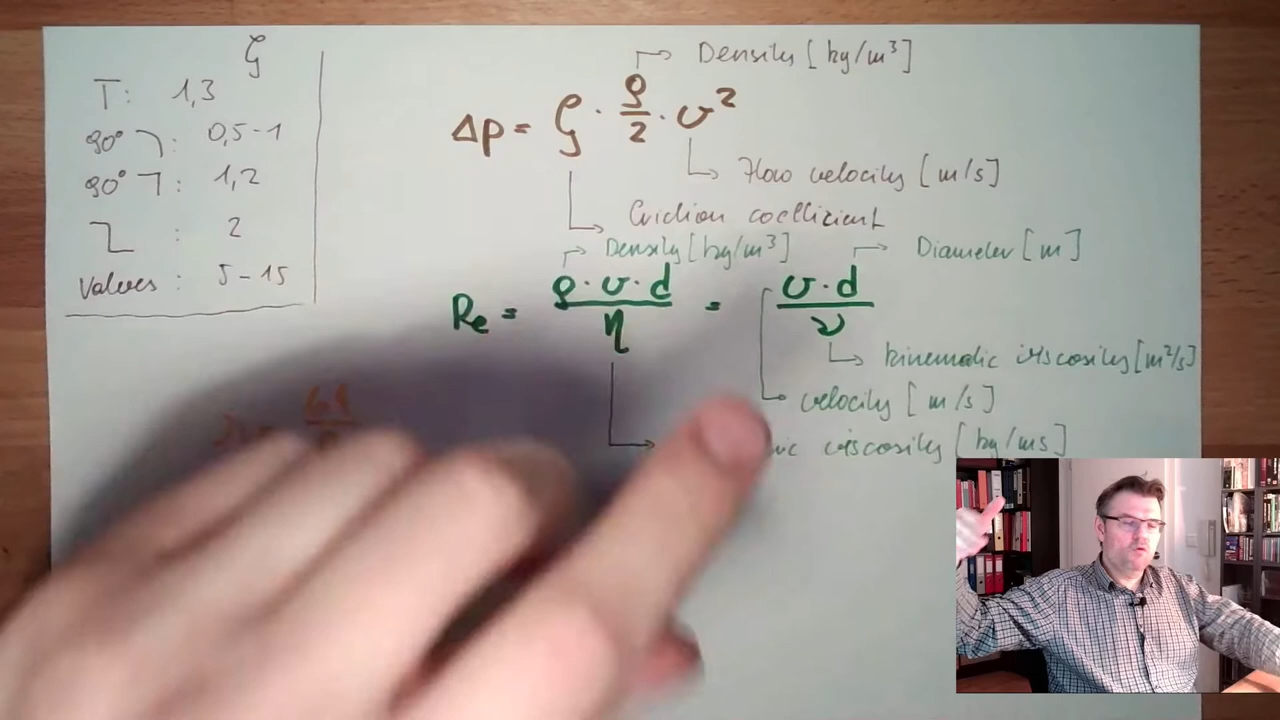 ζ
T: 1,3
90° ⌝: 0,5-1
90° ⌝: 1,2
: 2
Valves: 5-15
Density [kg/m³]
Δp = ζ · ρ/2 · v²
Flow velocity [m/s]
Friction coefficient
Density [kg/m³]
Diameter [m]
Re = ρ·v·d/η = v·d/ν
kinematic viscosity [m²/s]
velocity [m/s]
viscosity [kg/ms]